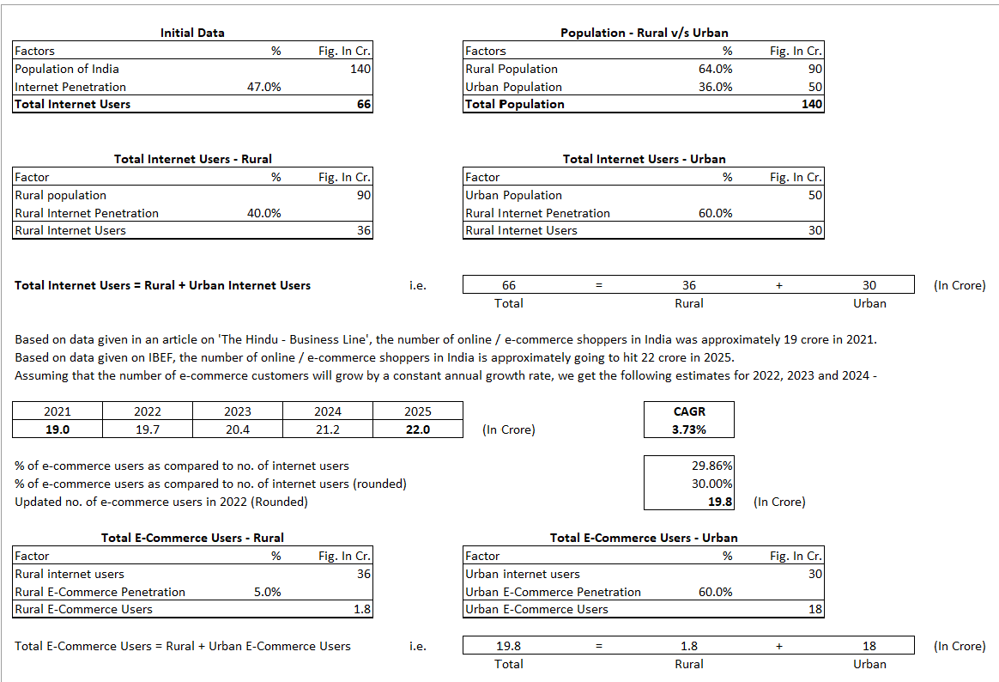 Initial Data
Factors % Fig. In Cr.
Population of India 140
Internet Penetration 47.0%
Total Internet Users 66
Population - Rural v/s Urban
Factors % Fig. In Cr.
Rural Population 64.0% 90
Urban Population 36.0% 50
Total Population 140
Total Internet Users - Rural
Factor % Fig. In Cr.
Rural population 90
Rural Internet Penetration 40.0%
Rural Internet Users 36
Total Internet Users - Urban
Factor % Fig. In Cr.
Urban Population 50
Rural Internet Penetration 60.0%
Rural Internet Users 30
Total Internet Users = Rural + Urban Internet Users i.e. 66 = 36 + 30 (In Crore)
Total Rural Urban
Based on data given in an article on 'The Hindu - Business Line', the number of online / e-commerce shoppers in India was approximately 19 crore in 2021.
Based on data given on IBEF, the number of online / e-commerce shoppers in India is approximately going to hit 22 crore in 2025.
Assuming that the number of e-commerce customers will grow by a constant annual growth rate, we get the following estimates for 2022, 2023 and 2024 -
2021 2022 2023 2024 2025 CAGR
19.0 19.7 20.4 21.2 22.0 (In Crore) 3.73%
% of e-commerce users as compared to no. of internet users 29.86%
% of e-commerce users as compared to no. of internet users (rounded) 30.00%
Updated no. of e-commerce users in 2022 (Rounded) 19.8 (In Crore)
Total E-Commerce Users - Rural
Factor % Fig. In Cr.
Rural internet users 36
Rural E-Commerce Penetration 5.0%
Rural E-Commerce Users 1.8
Total E-Commerce Users - Urban
Factor % Fig. In Cr.
Urban internet users 30
Urban E-Commerce Penetration 60.0%
Urban E-Commerce Users 18
Total E-Commerce Users = Rural + Urban E-Commerce Users i.e. 19.8 = 1.8 + 18 (In Crore)
Total Rural Urban